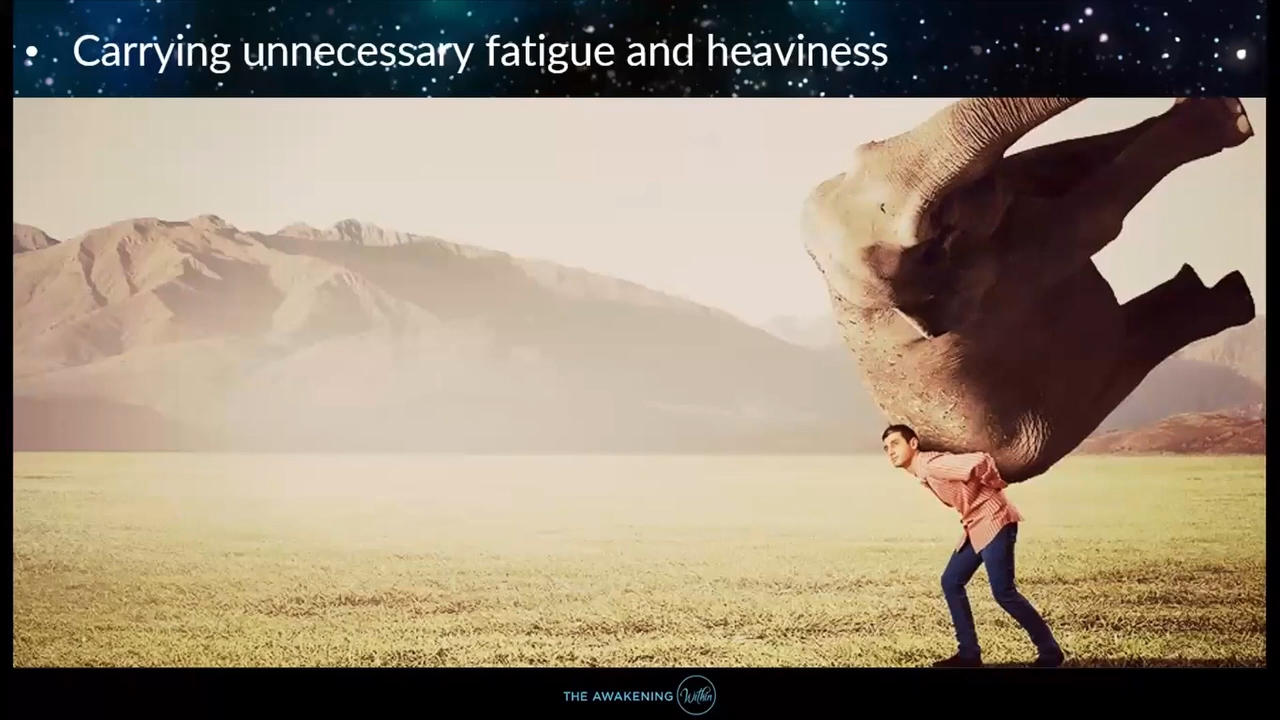 • Carrying unnecessary fatigue and heaviness
THE AWAKENING Within